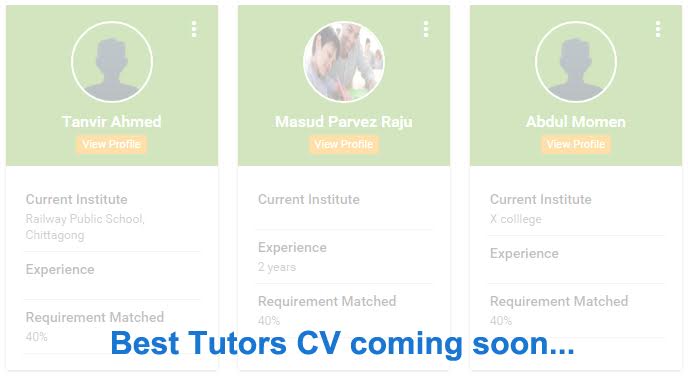 Tanvir Ahmed
View Profile
Current Institute
Railway Public School,
Chittagong
Experience
Requirement Matched
40%
Masud Parvez Raju
View Profile
Current Institute
Experience
2 years
Requirement Matched
40%
Abdul Momen
View Profile
Current Institute
X colllege
Experience
Requirement Matched
40%
Best Tutors CV coming soon...